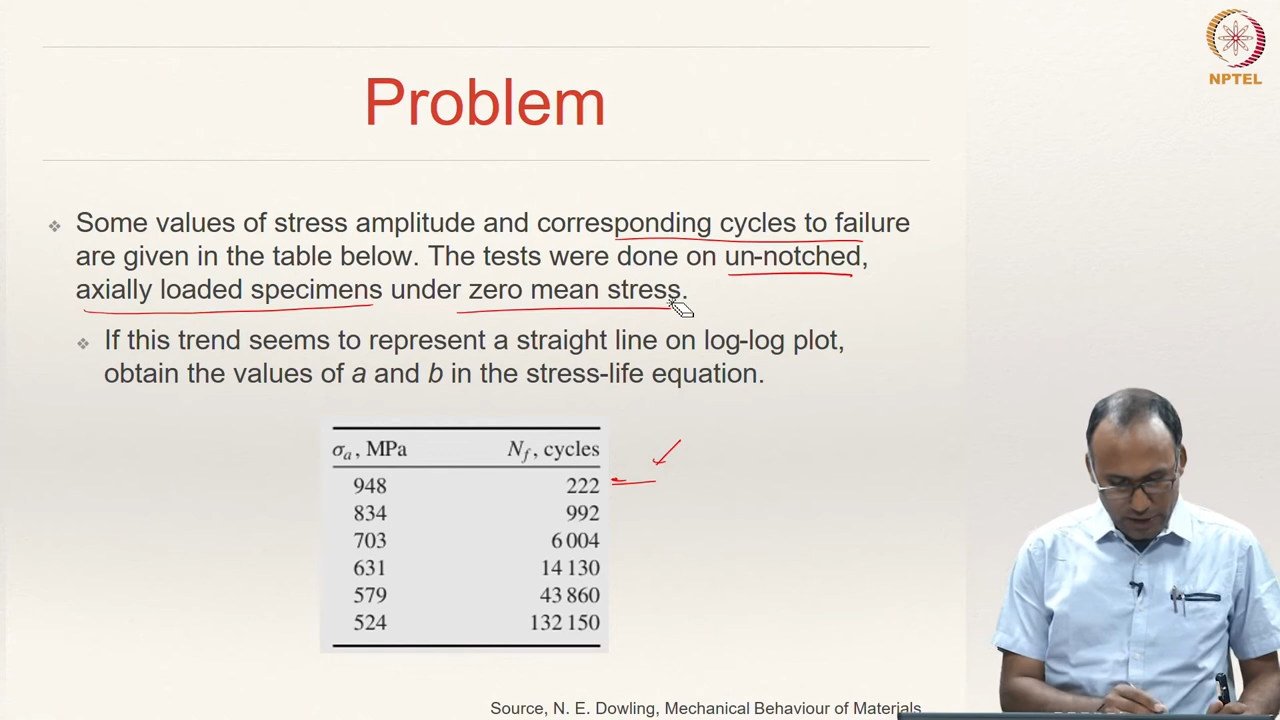 NPTEL
Problem
Some values of stress amplitude and corresponding cycles to failure
are given in the table below. The tests were done on un-notched,
axially loaded specimens under zero mean stress.
If this trend seems to represent a straight line on log-log plot,
obtain the values of a and b in the stress-life equation.
σa, MPa Nf, cycles
948 222
834 992
703 6 004
631 14 130
579 43 860
524 132 150
Source, N. E. Dowling, Mechanical Behaviour of Materials